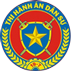 THI HÀNH ÁN DÂN SỰ